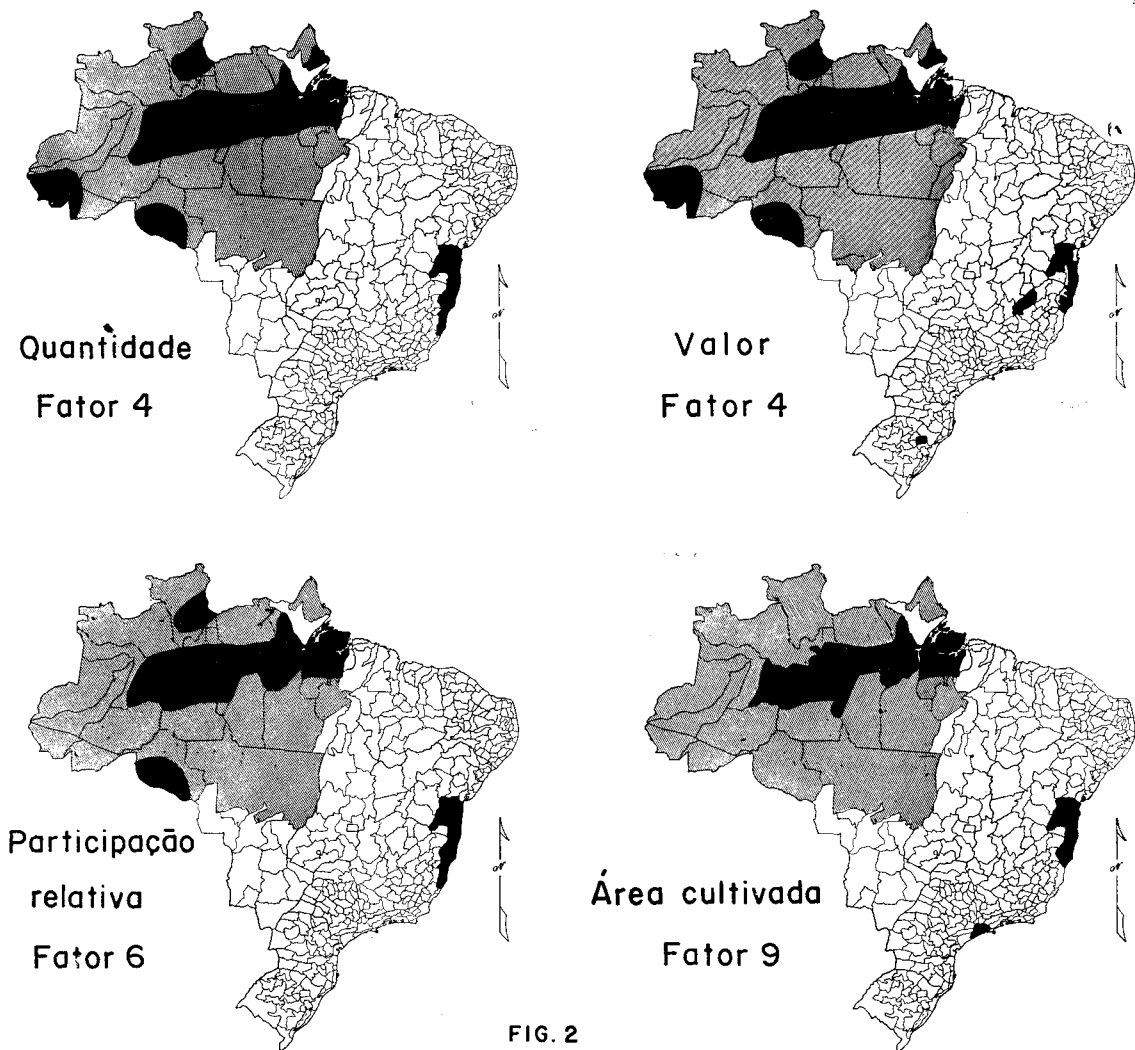 Quantidade
Fator 4
Valor
Fator 4
Participação
relativa
Fator 6
Área cultivada
Fator 9
FIG. 2